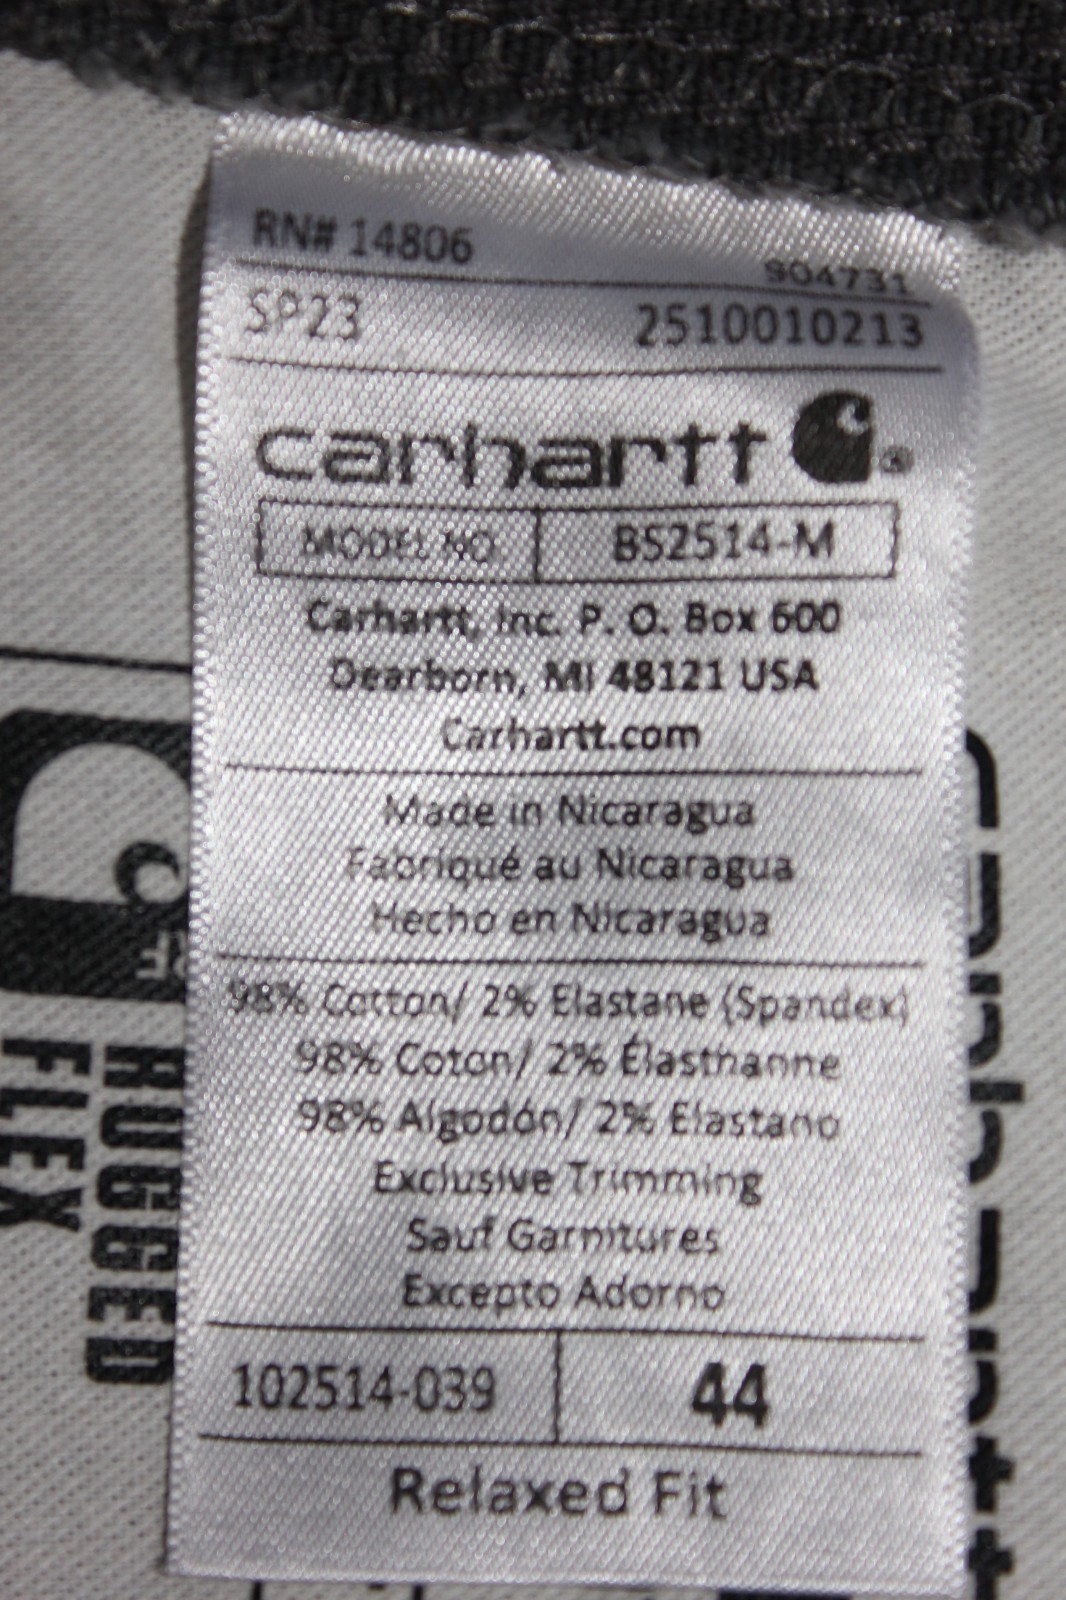 RN# 14806
904731
SP23 2510010213
carhartt ®
MODEL NO. BS2514-M
Carhartt, Inc. P. O. Box 600
Dearborn, MI 48121 USA
Carhartt.com
Made in Nicaragua
Fabriqué au Nicaragua
Hecho en Nicaragua
98% Cotton/ 2% Elastane (Spandex)
98% Coton/ 2% Élasthanne
98% Algodón/ 2% Elastano
Exclusive Trimming
Sauf Garnitures
Excepto Adorno
102514-039 44
Relaxed Fit
RUGGED
FLEX